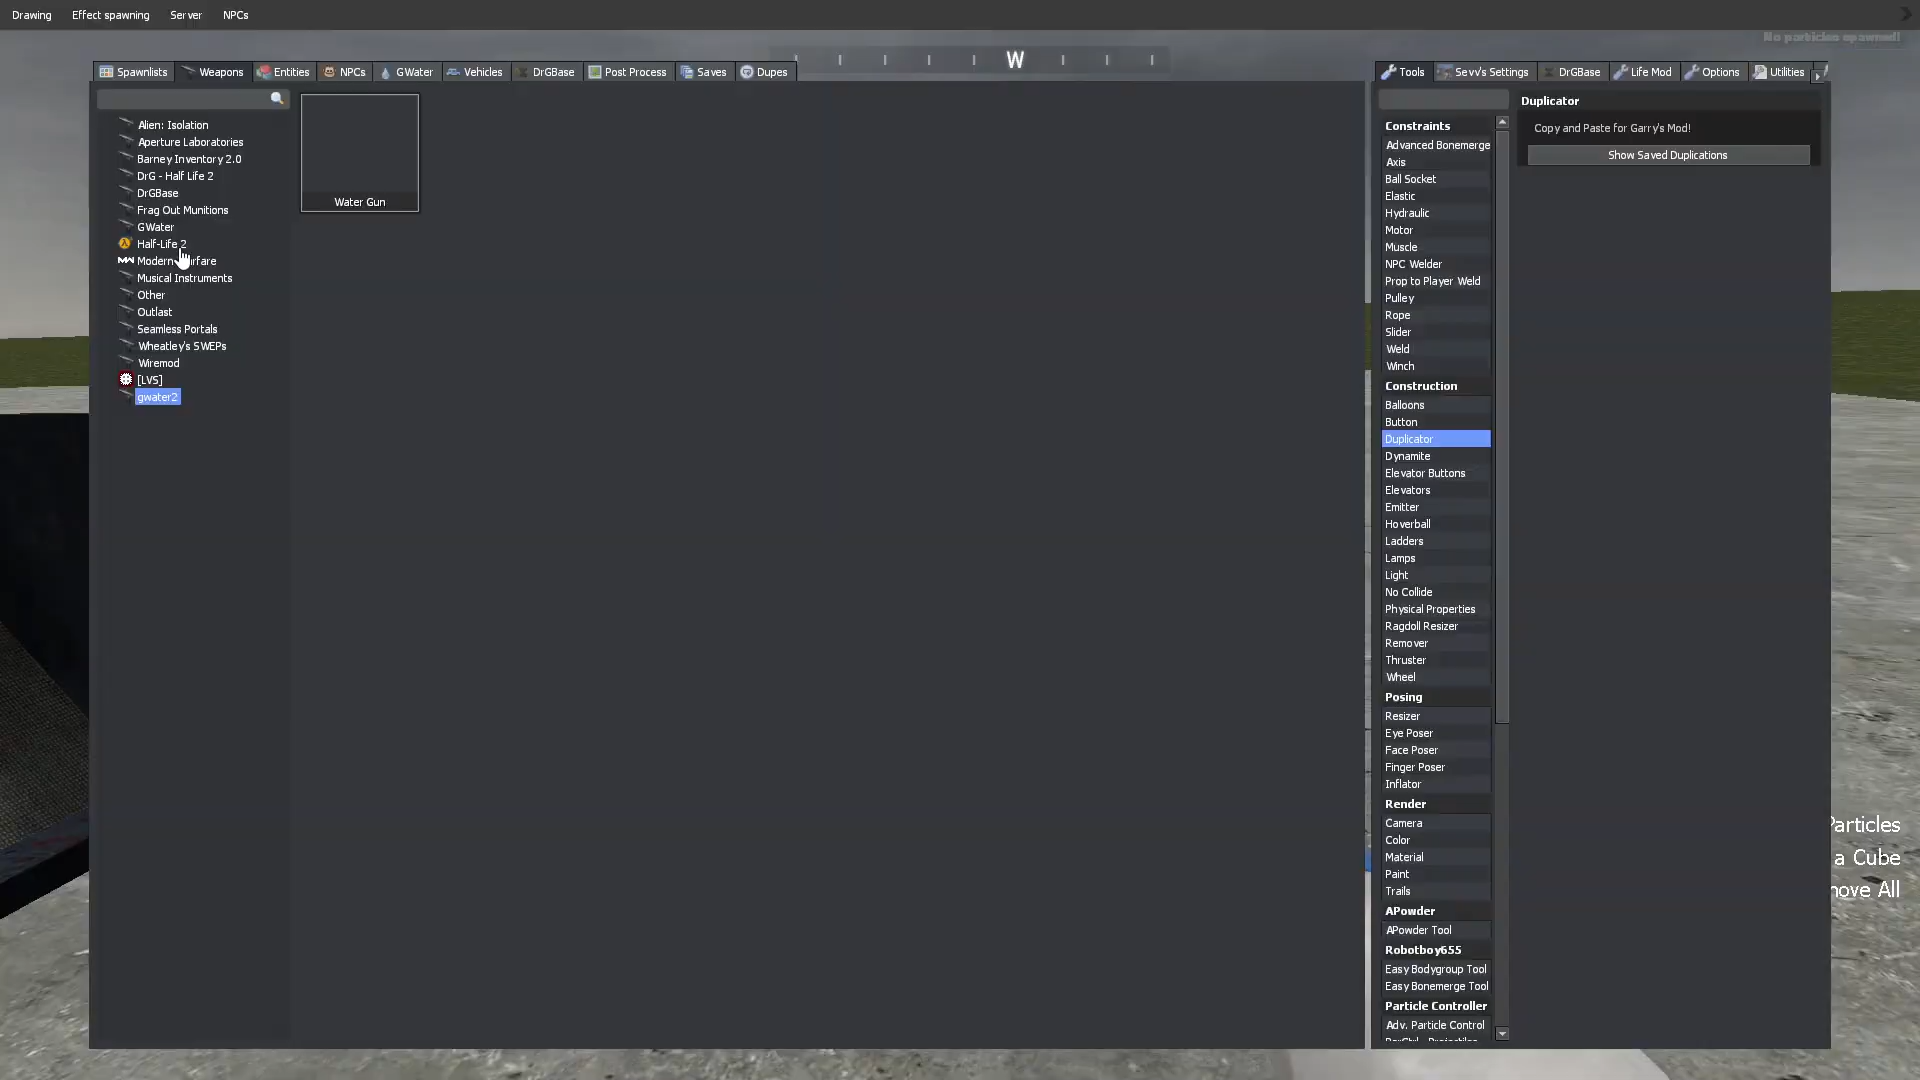 Drawing Effect spawning Server NPCs
No particles spawned!
W
Spawnlists Weapons Entities NPCs GWater Vehicles DrGBase Post Process Saves Dupes
Alien: Isolation
Aperture Laboratories
Barney Inventory 2.0
DrG - Half Life 2
DrGBase
Frag Out Munitions
GWater
Half-Life 2
Musical Instruments
Other
Outlast
Seamless Portals
Wheatley's SWEPs
Wiremod
[LVS]
gwater2
Water Gun
Tools Sevv's Settings DrGBase Life Mod Options Utilities
Constraints
Advanced Bonemerge
Axis
Ball Socket
Elastic
Hydraulic
Motor
Muscle
NPC Welder
Prop to Player Weld
Pulley
Rope
Slider
Weld
Winch
Construction
Balloons
Button
Duplicator
Dynamite
Elevator Buttons
Elevators
Emitter
Hoverball
Ladders
Lamps
Light
No Collide
Physical Properties
Ragdoll Resizer
Remover
Thruster
Wheel
Posing
Resizer
Eye Poser
Face Poser
Finger Poser
Inflator
Render
Camera
Color
Material
Paint
Trails
APowder
APowder Tool
Robotboy655
Easy Bodygroup Tool
Easy Bonemerge Tool
Particle Controller
Adv. Particle Control
Duplicator
Copy and Paste for Garry's Mod!
Show Saved Duplications
Particles
a Cube
All